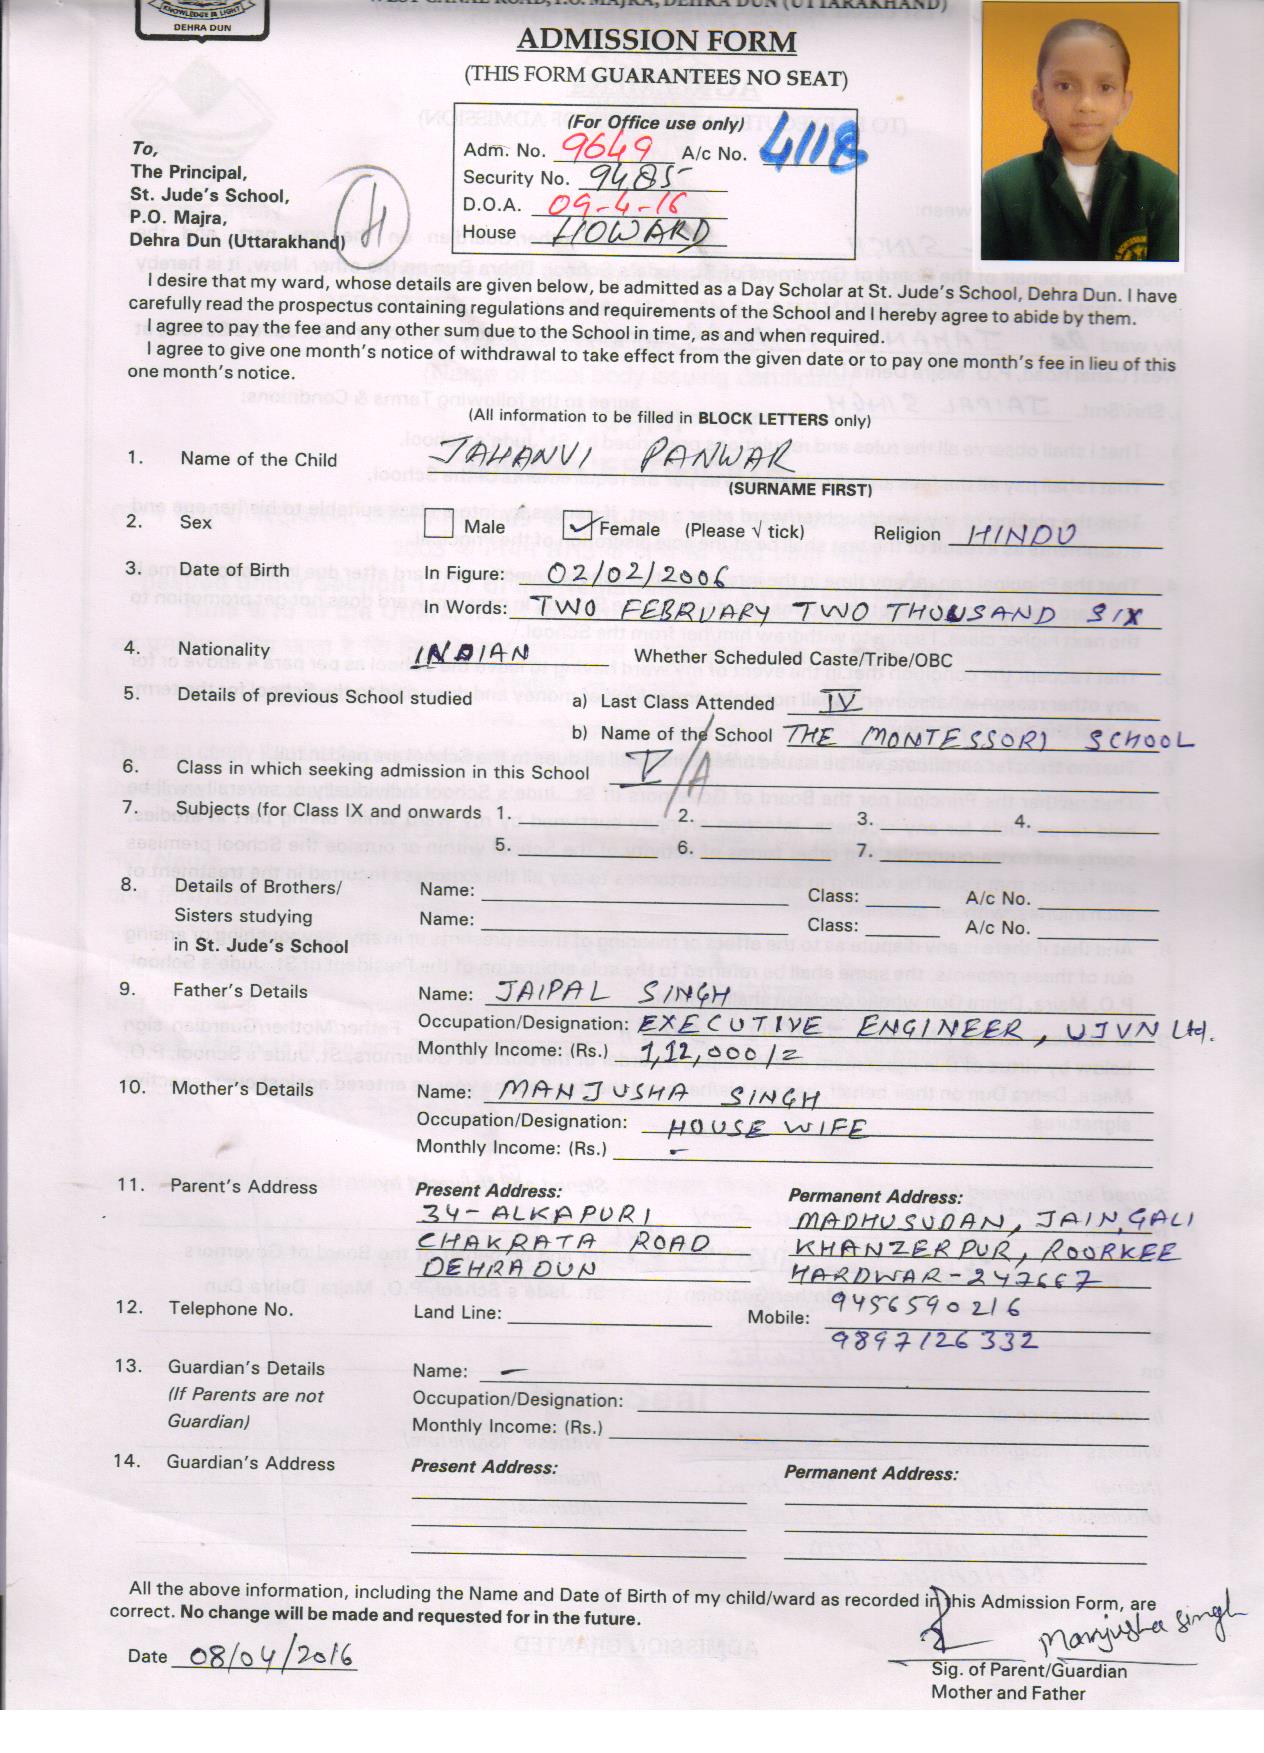 KNOWLEDGE IS LIGHT
DEHRA DUN
WEST CANAL ROAD, P.O. MAJRA, DEHRA DUN (UTTARAKHAND)
ADMISSION FORM
(THIS FORM GUARANTEES NO SEAT)
(For Office use only)
Adm. No. 9649 A/c No. 4118
Security No. 9485
D.O.A. 09-4-16
House HOWARD
To,
The Principal,
St. Jude's School,
P.O. Majra,
Dehra Dun (Uttarakhand)
H
I desire that my ward, whose details are given below, be admitted as a Day Scholar at St. Jude's School, Dehra Dun. I have
carefully read the prospectus containing regulations and requirements of the School and I hereby agree to abide by them.
I agree to pay the fee and any other sum due to the School in time, as and when required.
I agree to give one month's notice of withdrawal to take effect from the given date or to pay one month's fee in lieu of this
one month's notice.
(All information to be filled in BLOCK LETTERS only)
1. Name of the Child JAHANVI PANWAR
(SURNAME FIRST)
2. Sex Male ✓ Female (Please √ tick) Religion HINDU
3. Date of Birth In Figure: 02/02/2006
In Words: TWO FEBRUARY TWO THOUSAND SIX
4. Nationality INDIAN Whether Scheduled Caste/Tribe/OBC
5. Details of previous School studied a) Last Class Attended IV
b) Name of the School THE MONTESSORI SCHOOL
6. Class in which seeking admission in this School V/A
7. Subjects (for Class IX and onwards 1. 2. 3. 4.
5. 6. 7.
8. Details of Brothers/ Name: Class: A/c No.
Sisters studying Name: Class: A/c No.
in St. Jude's School
9. Father's Details Name: JAIPAL SINGH
Occupation/Designation: EXECUTIVE ENGINEER, UJVN Ltd.
Monthly Income: (Rs.) 1,12,000/=
10. Mother's Details Name: MANJUSHA SINGH
Occupation/Designation: HOUSE WIFE
Monthly Income: (Rs.) -
11. Parent's Address Present Address: Permanent Address:
34-ALKAPURI MADHUSUDAN, JAIN GALI
CHAKRATA ROAD KHANZERPUR, ROORKEE
DEHRADUN HARDWAR-247667
12. Telephone No. Land Line: Mobile: 9456590216
9897126332
13. Guardian's Details Name: -
(If Parents are not Occupation/Designation:
Guardian) Monthly Income: (Rs.)
14. Guardian's Address Present Address: Permanent Address:
All the above information, including the Name and Date of Birth of my child/ward as recorded in this Admission Form, are
correct. No change will be made and requested for in the future.
Date 08/04/2016 Manjusha Singh
Sig. of Parent/Guardian
Mother and Father